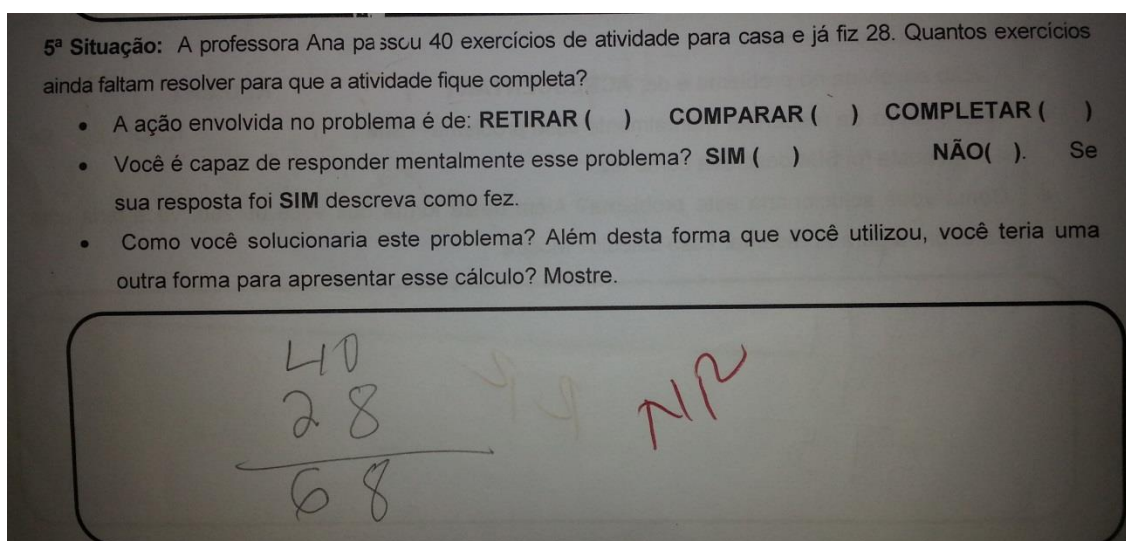 5ª Situação: A professora Ana passou 40 exercícios de atividade para casa e já fiz 28. Quantos exercícios
ainda faltam resolver para que a atividade fique completa?
• A ação envolvida no problema é de: RETIRAR ( ) COMPARAR ( ) COMPLETAR ( )
• Você é capaz de responder mentalmente esse problema? SIM ( ) NÃO( ). Se
sua resposta foi SIM descreva como fez.
• Como você solucionaria este problema? Além desta forma que você utilizou, você teria uma
outra forma para apresentar esse cálculo? Mostre.
40
28
68
NR